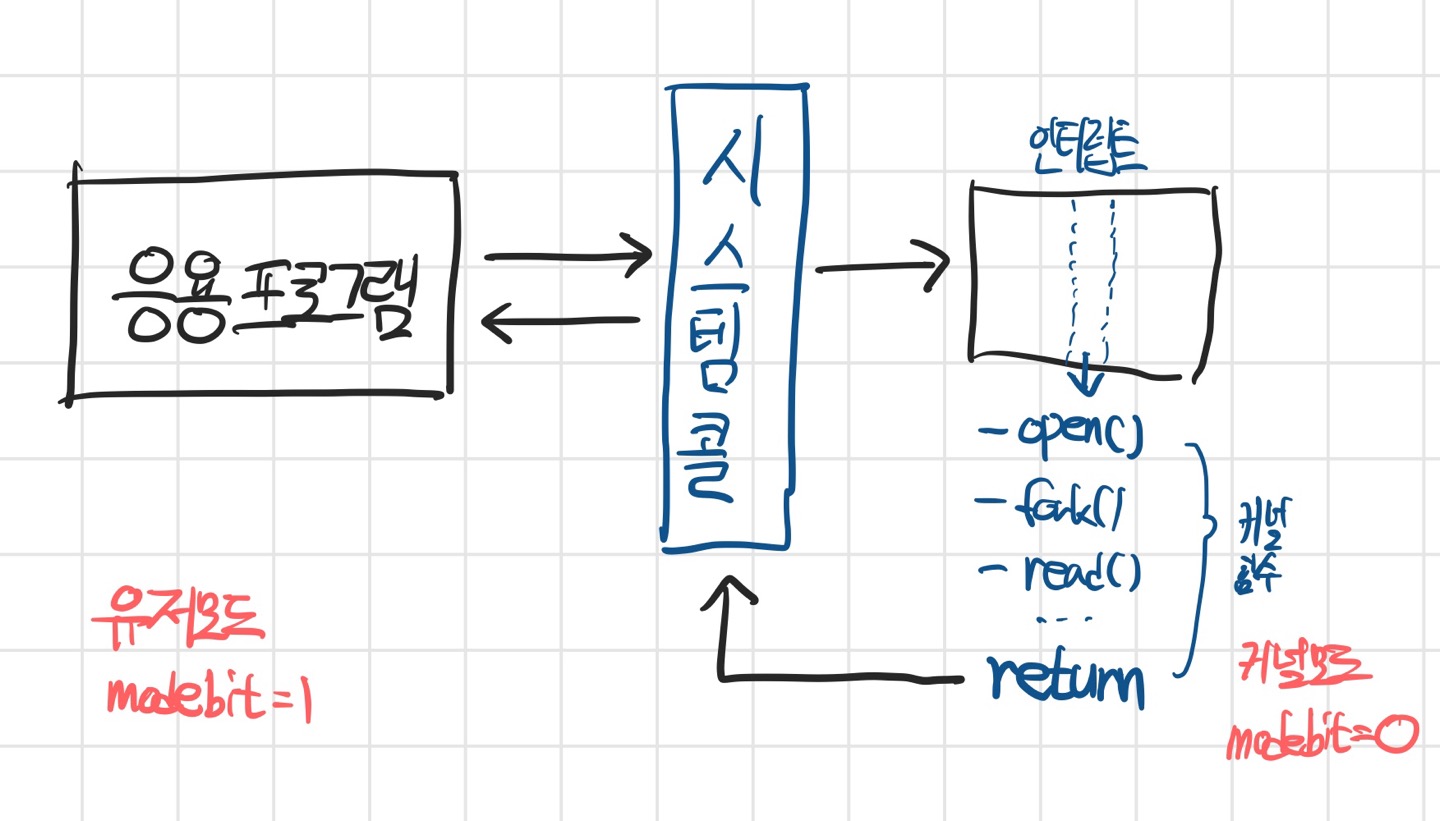 응용프로그램
시스템콜
인터럽트
- open()
- fork()
- read()
...
return
커널
함수
유저모드
modebit=1
커널모드
modebit=0